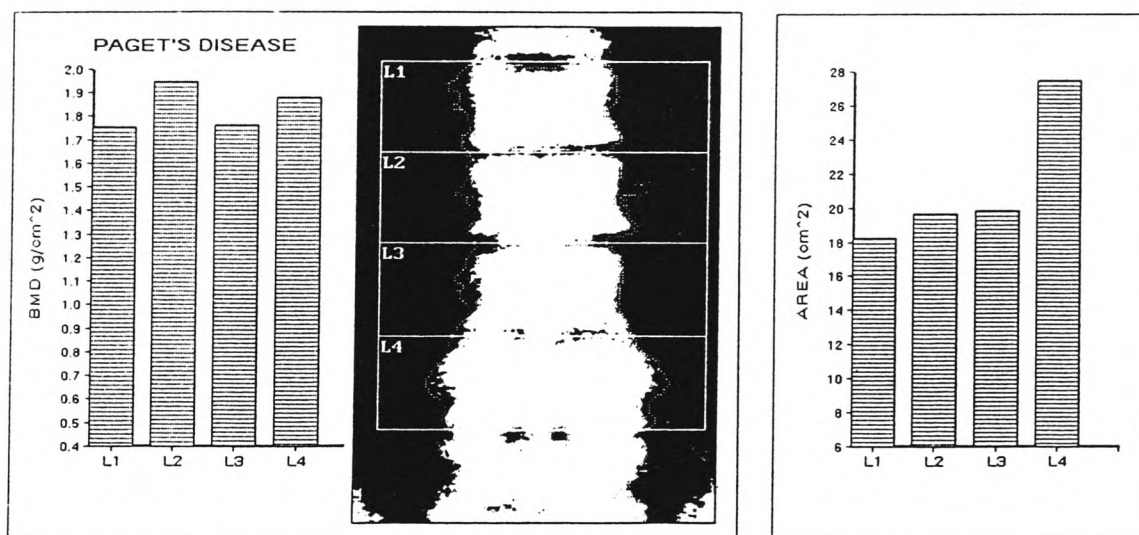 PAGET'S DISEASE
BMD (g/cm^2)
2.0
1.9
1.8
1.7
1.6
1.5
1.4
1.3
1.2
1.1
1.0
0.9
0.8
0.7
0.6
0.5
0.4
L1
L2
L3
L4
L1
L2
L3
L4
AREA (cm^2)
28
26
24
22
20
18
16
14
12
10
8
6
L1
L2
L3
L4